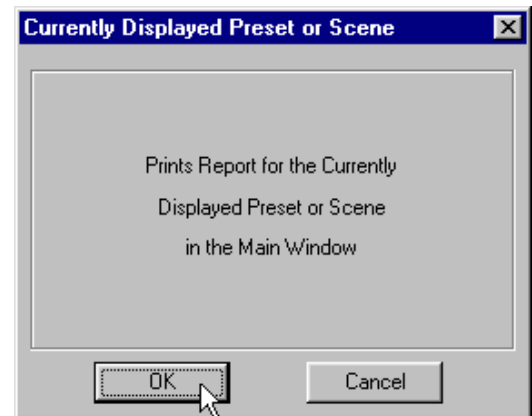 Currently Displayed Preset or Scene
Prints Report for the Currently
Displayed Preset or Scene
in the Main Window
OK
Cancel